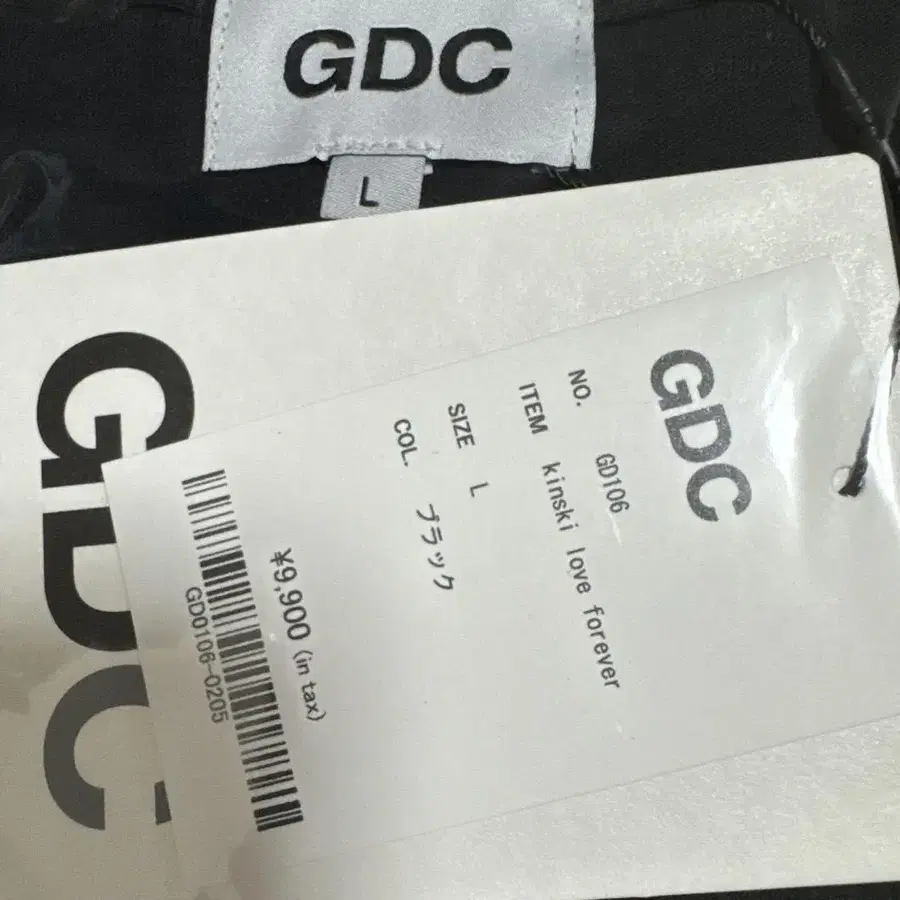 GDC
L
GDC
GDC
NO. GD106
ITEM kinski love forever
SIZE L
COL. ブラック
¥9,900 (in tax)
GD0106-0205